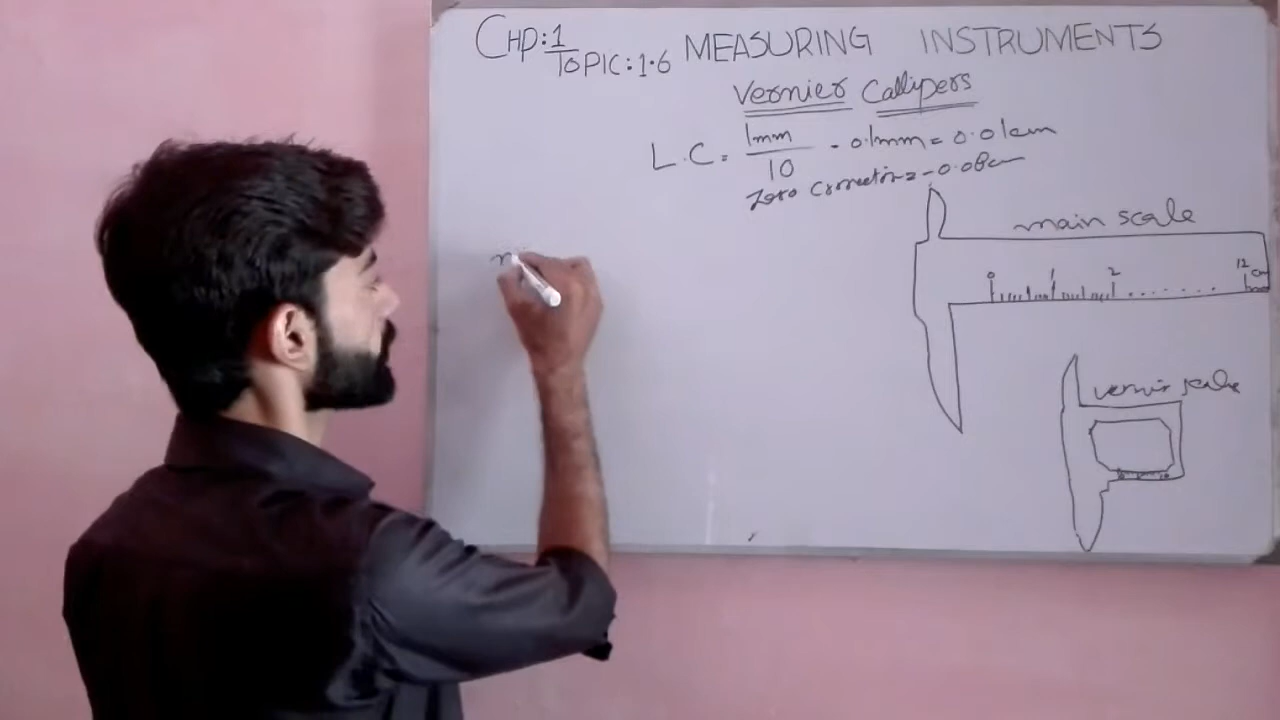 CHP:1
TOPIC:1.6 MEASURING INSTRUMENTS
Vernier Callipers
L.C = 1mm / 10 = 0.1mm = 0.01cm
Zero Correction = -0.08cm
main scale
0 1 2 12 cm
vernier scale